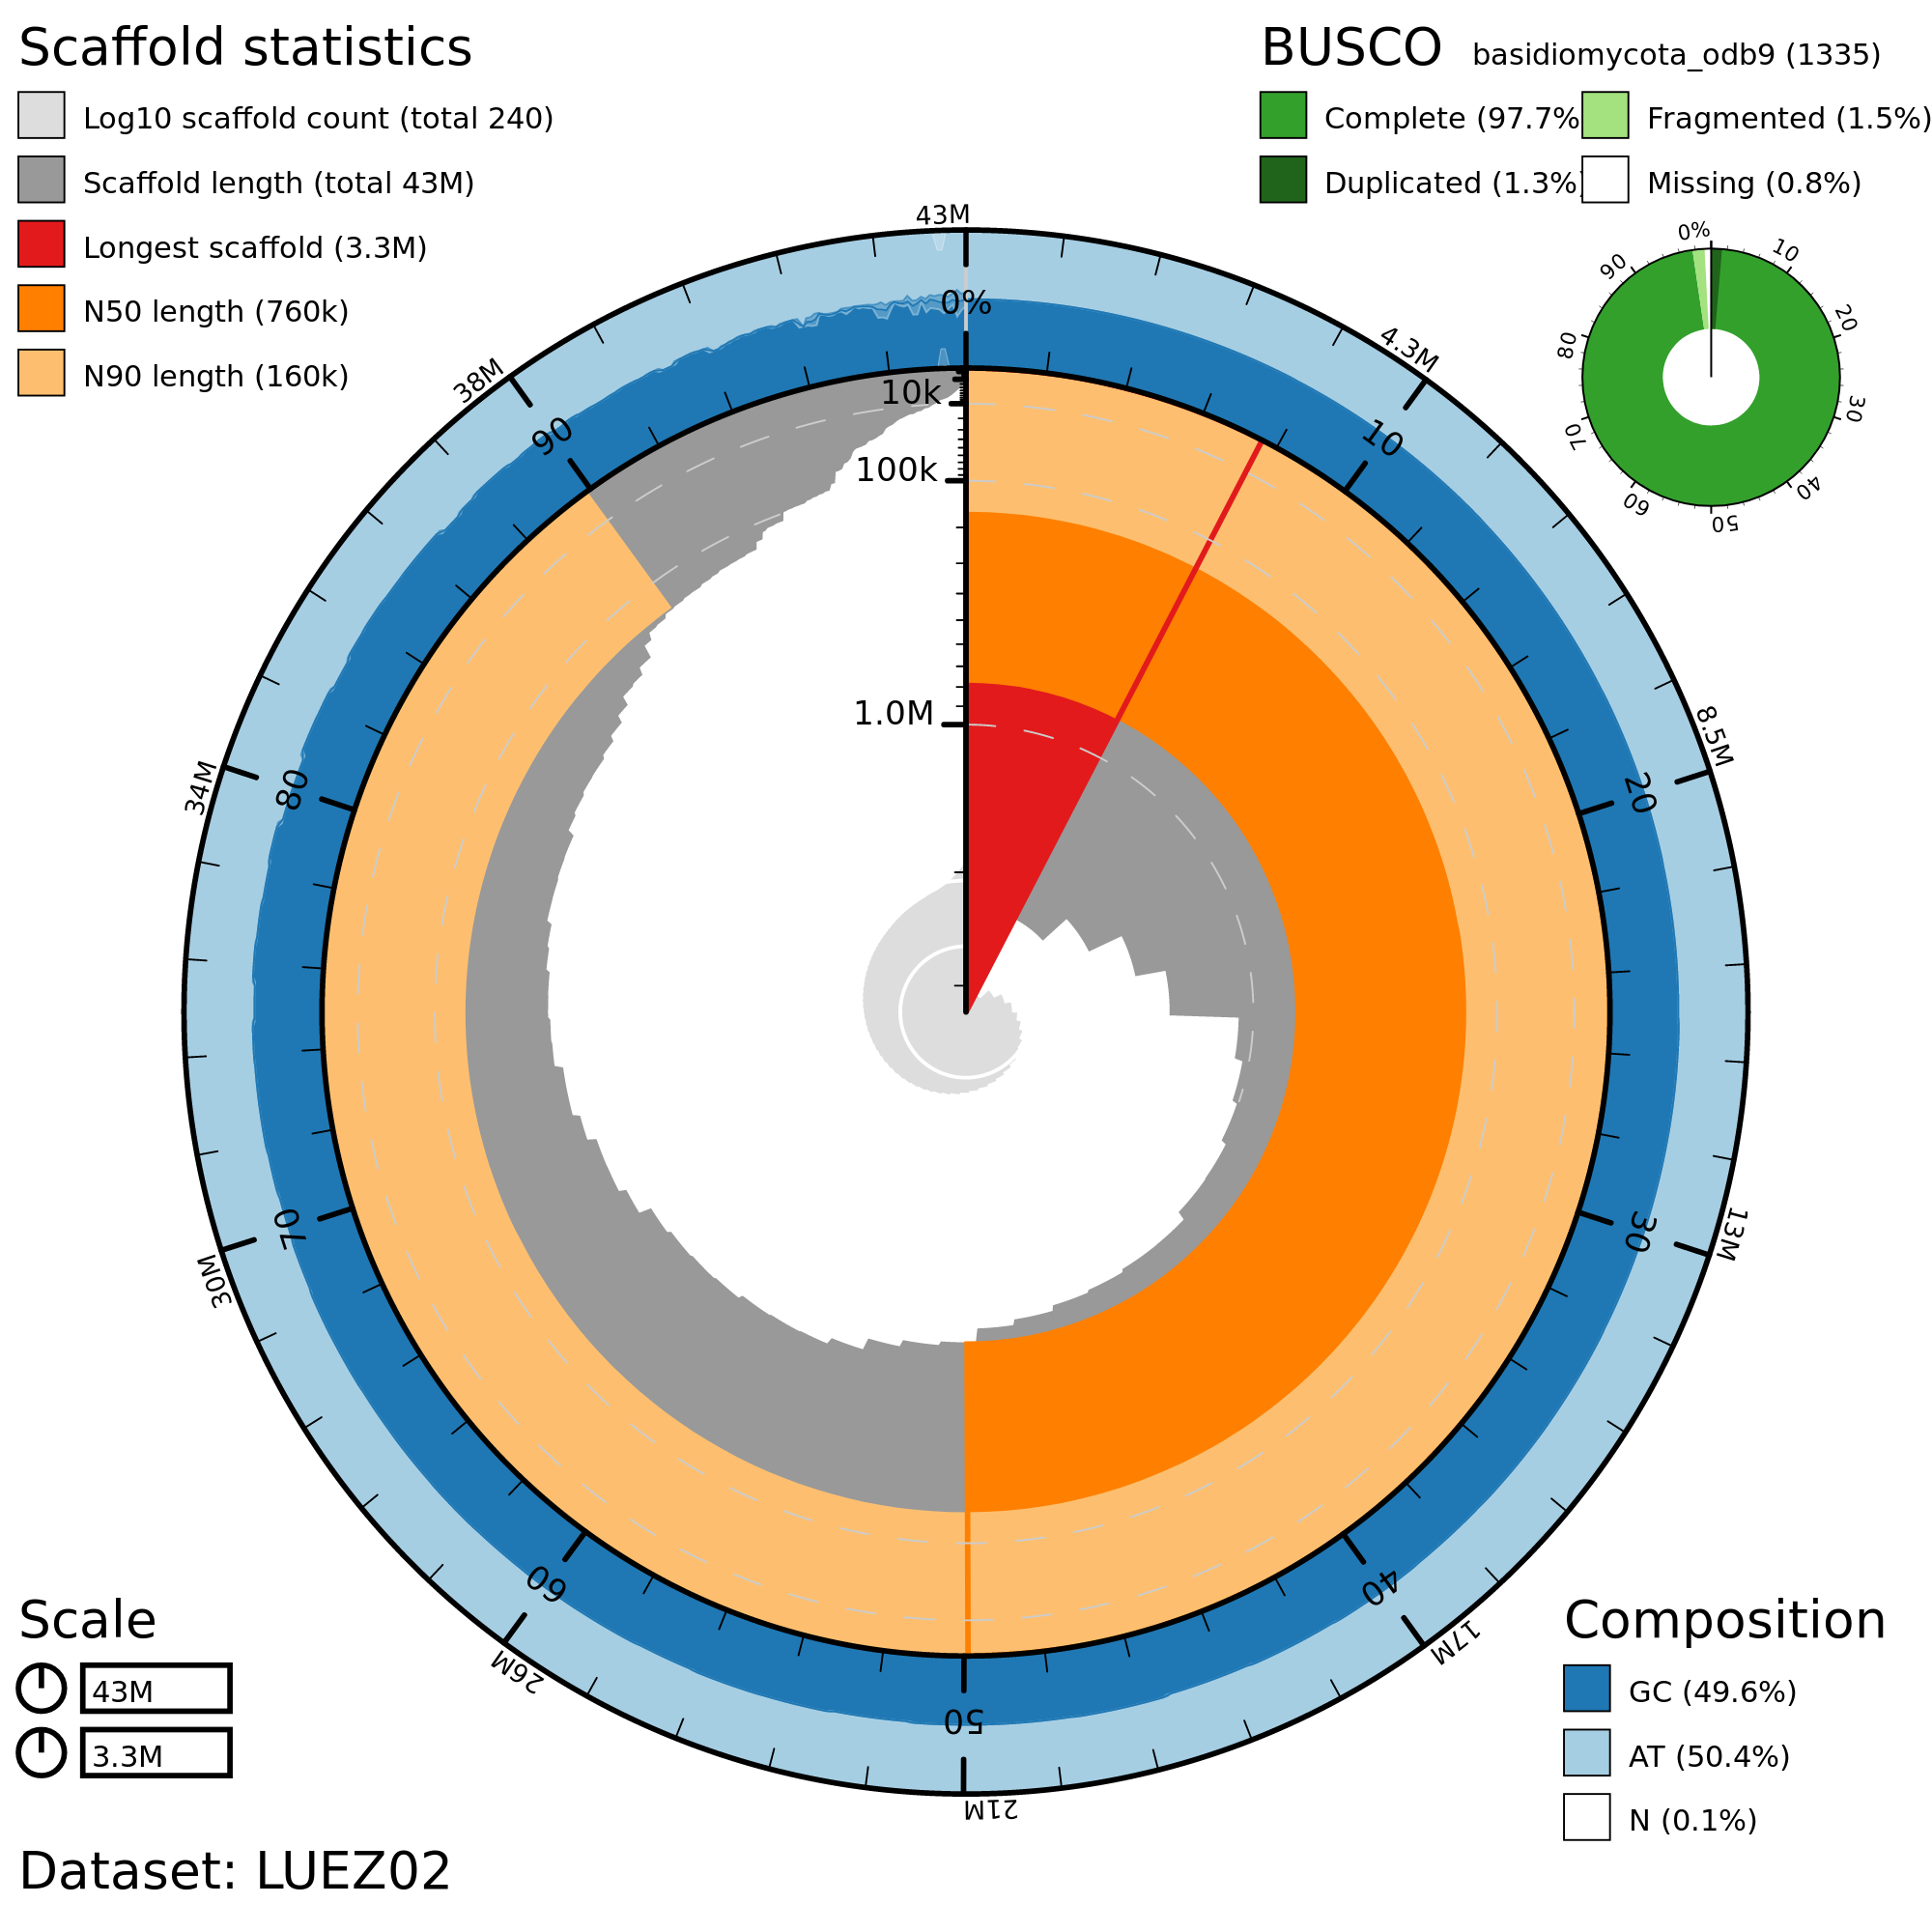 Scaffold statistics
Log10 scaffold count (total 240)
Scaffold length (total 43M)
Longest scaffold (3.3M)
N50 length (760k)
N90 length (160k)
BUSCO basidiomycota_odb9 (1335)
Complete (97.7%
Fragmented (1.5%)
Duplicated (1.3%)
Missing (0.8%)
0%
10
20
30
40
50
60
70
80
90
43M
4.3M
8.5M
13M
17M
21M
26M
30M
34M
38M
0%
10
20
30
40
50
60
70
80
90
10k
100k
1.0M
Scale
43M
3.3M
Composition
GC (49.6%)
AT (50.4%)
N (0.1%)
Dataset: LUEZ02